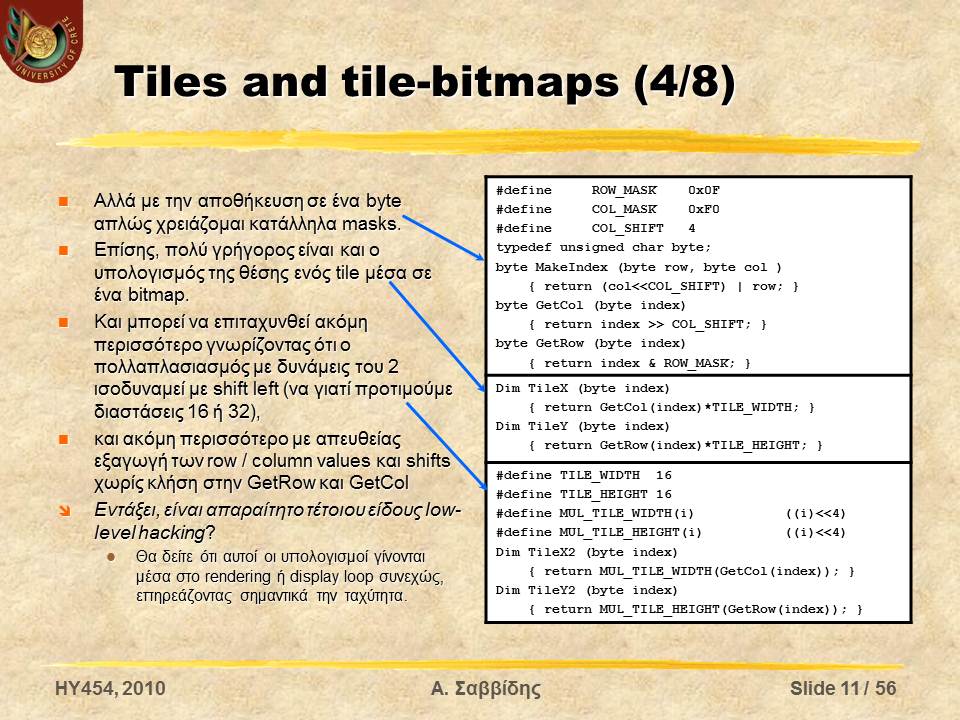 UNIVERSITY OF CRETE
Tiles and tile-bitmaps (4/8)
Αλλά με την αποθήκευση σε ένα byte
απλώς χρειάζομαι κατάλληλα masks.
Επίσης, πολύ γρήγορος είναι και ο
υπολογισμός της θέσης ενός tile μέσα σε
ένα bitmap.
Και μπορεί να επιταχυνθεί ακόμη
περισσότερο γνωρίζοντας ότι ο
πολλαπλασιασμός με δυνάμεις του 2
ισοδυναμεί με shift left (να γιατί προτιμούμε
διαστάσεις 16 ή 32),
και ακόμη περισσότερο με απευθείας
εξαγωγή των row / column values και shifts
χωρίς κλήση στην GetRow και GetCol
Εντάξει, είναι απαραίτητο τέτοιου είδους low-
level hacking?
Θα δείτε ότι αυτοί οι υπολογισμοί γίνονται
μέσα στο rendering ή display loop συνεχώς,
επηρεάζοντας σημαντικά την ταχύτητα.
#define ROW_MASK 0x0F
#define COL_MASK 0xF0
#define COL_SHIFT 4
typedef unsigned char byte;
byte MakeIndex (byte row, byte col )
{ return (col<<COL_SHIFT) | row; }
byte GetCol (byte index)
{ return index >> COL_SHIFT; }
byte GetRow (byte index)
{ return index & ROW_MASK; }
Dim TileX (byte index)
{ return GetCol(index)*TILE_WIDTH; }
Dim TileY (byte index)
{ return GetRow(index)*TILE_HEIGHT; }
#define TILE_WIDTH 16
#define TILE_HEIGHT 16
#define MUL_TILE_WIDTH(i) ((i)<<4)
#define MUL_TILE_HEIGHT(i) ((i)<<4)
Dim TileX2 (byte index)
{ return MUL_TILE_WIDTH(GetCol(index)); }
Dim TileY2 (byte index)
{ return MUL_TILE_HEIGHT(GetRow(index)); }
HY454, 2010
Α. Σαββίδης
Slide 11 / 56